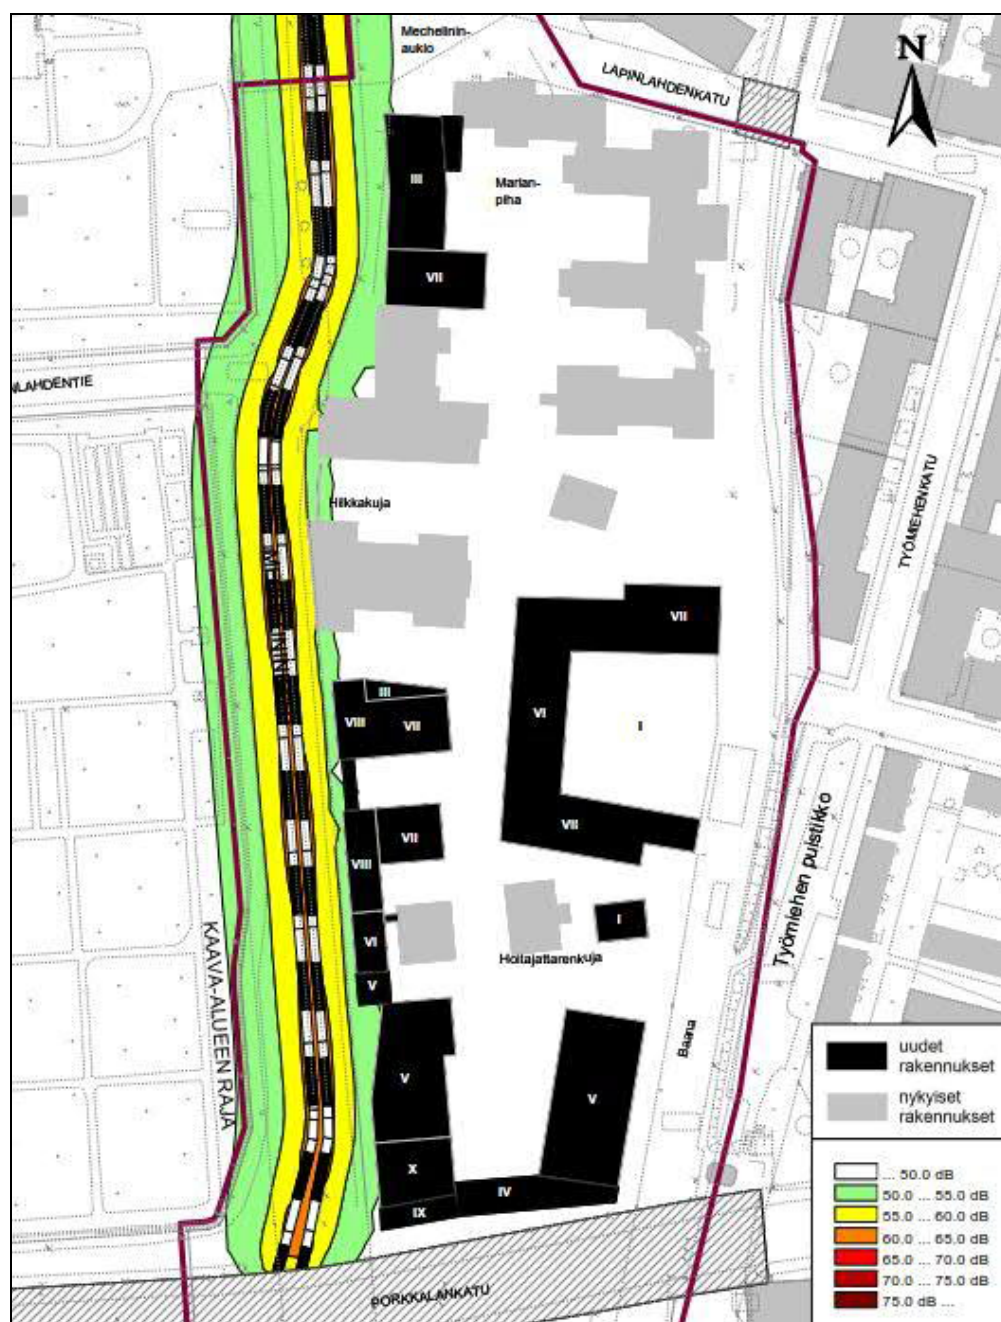 Mechelinin-
aukio
LAPINLAHDENKATU
N
III
Marian-
piha
VII
NLAHDENTIE
TYÖMIEHENKATU
Hilkkakuja
VII
III
VIII
VII
VI
I
VII
VII
VIII
Työmiehen puistikko
VI
I
KAAVA-ALUEEN RAJA
Hoitajattarenkuja
V
Baana
V
V
X
IV
IX
PORKKALANKATU
uudet
rakennukset
nykyiset
rakennukset
... 50.0 dB
50.0 ... 55.0 dB
55.0 ... 60.0 dB
60.0 ... 65.0 dB
65.0 ... 70.0 dB
70.0 ... 75.0 dB
75.0 dB ...